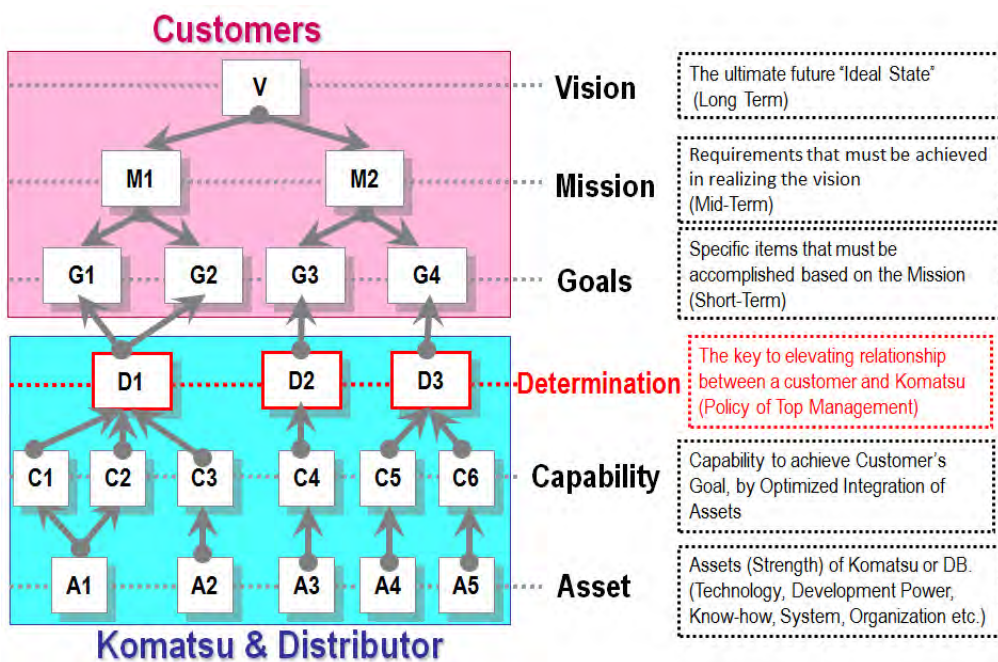 Customers
V
Vision
The ultimate future “Ideal State”
(Long Term)
M1
M2
Mission
Requirements that must be achieved
in realizing the vision
(Mid-Term)
G1
G2
G3
G4
Goals
Specific items that must be
accomplished based on the Mission
(Short-Term)
D1
D2
D3
Determination
The key to elevating relationship
between a customer and Komatsu
(Policy of Top Management)
C1
C2
C3
C4
C5
C6
Capability
Capability to achieve Customer’s
Goal, by Optimized Integration of
Assets
A1
A2
A3
A4
A5
Asset
Assets (Strength) of Komatsu or DB.
(Technology, Development Power,
Know-how, System, Organization etc.)
Komatsu & Distributor